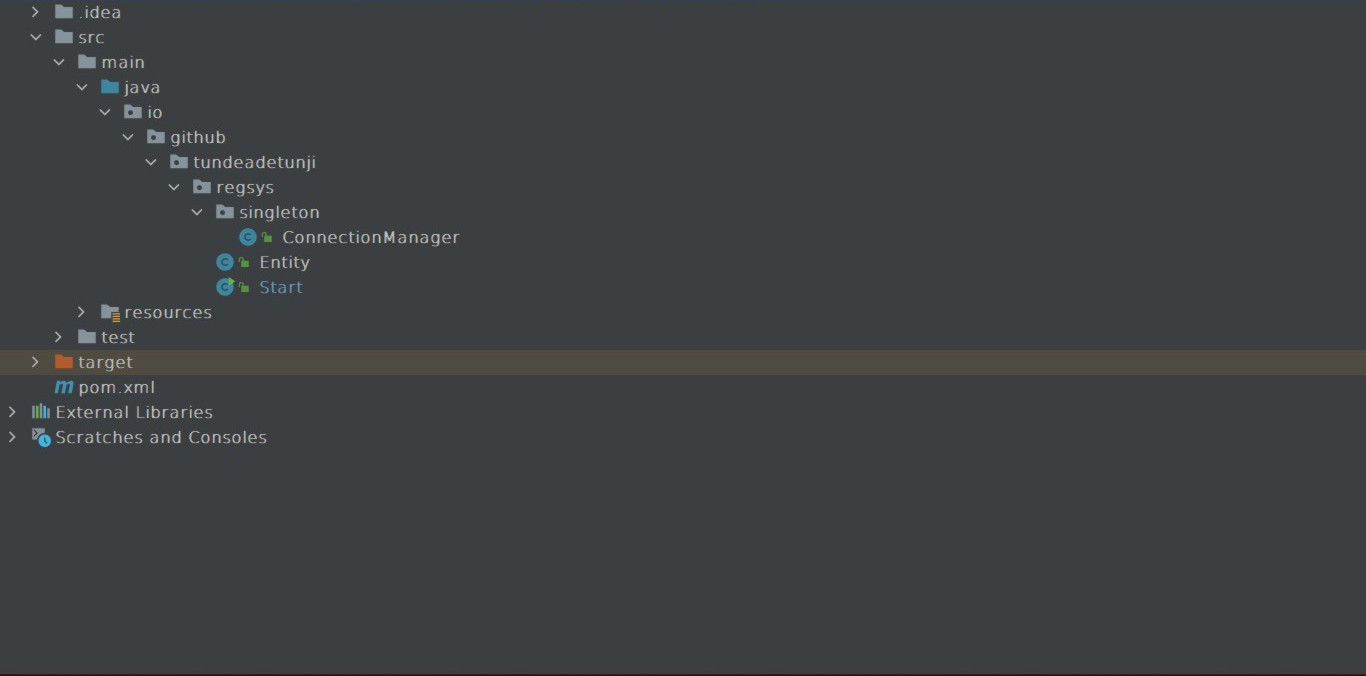 .idea
src
main
java
io
github
tundeadetunji
regsys
singleton
ConnectionManager
Entity
Start
resources
test
target
pom.xml
External Libraries
Scratches and Consoles